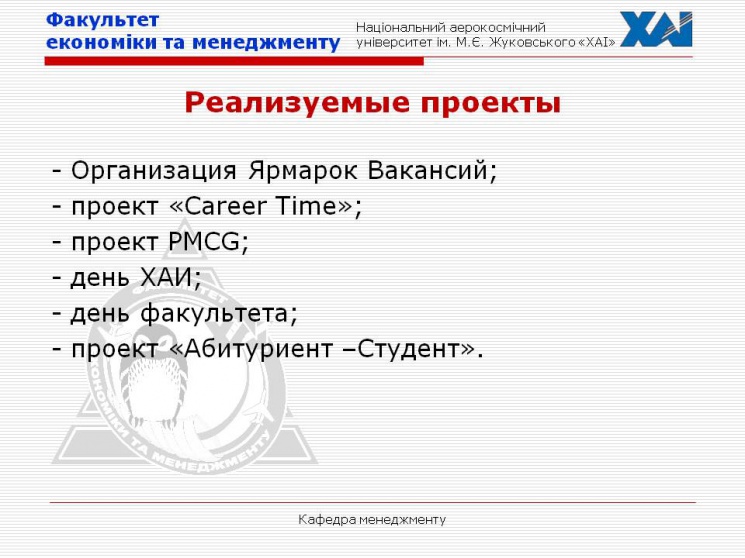 Факультет
економіки та менеджменту
Національний аерокосмічний
університет ім. М.Є. Жуковського «ХАІ»
ХАІ
Реализуемые проекты
- Организация Ярмарок Вакансий;
- проект «Career Time»;
- проект PMCG;
- день ХАИ;
- день факультета;
- проект «Абитуриент –Студент».
ФАКУЛЬТЕТ
ЕКОНОМІКИ ТА МЕНЕДЖМЕНТУ
Кафедра менеджменту